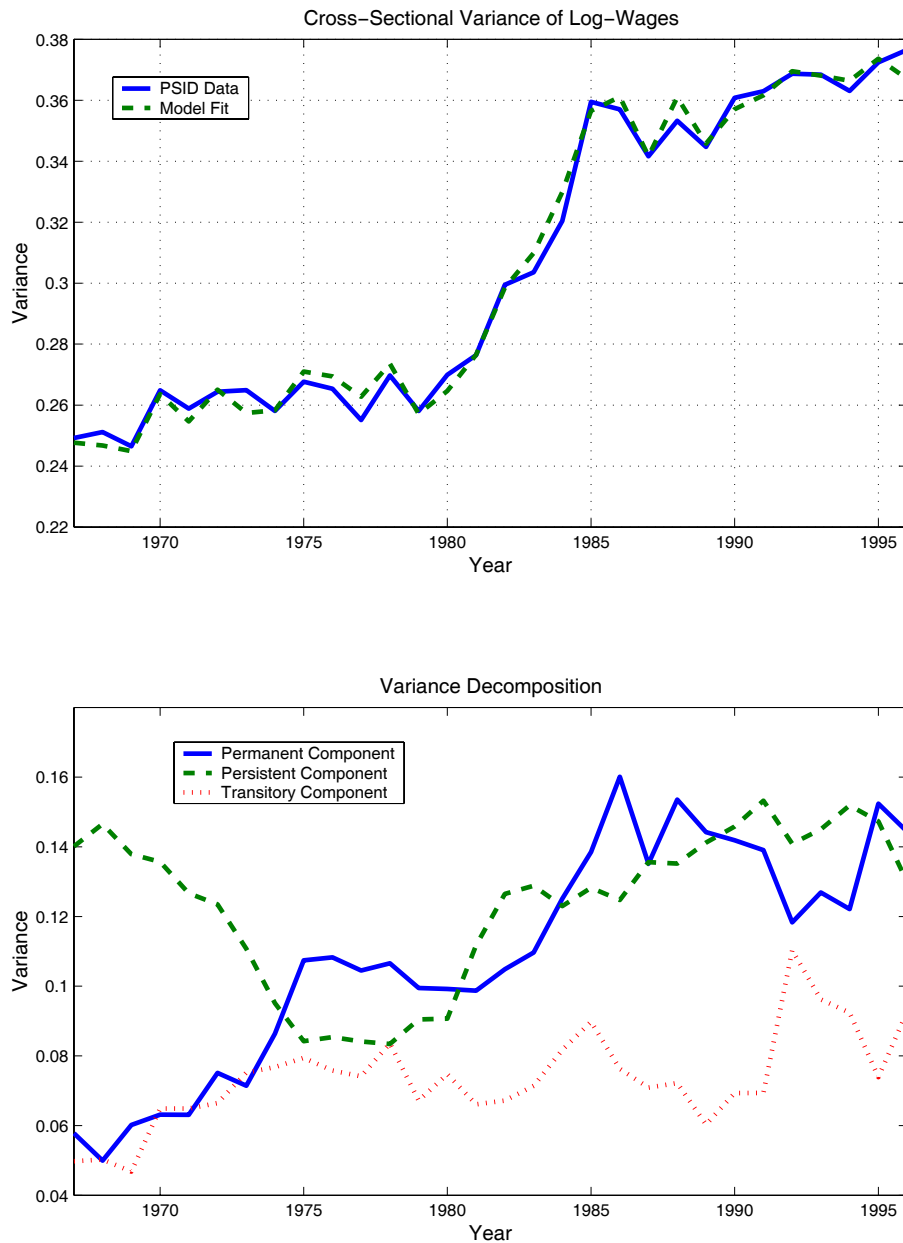 Cross−Sectional Variance of Log−Wages
0.38
0.36
0.34
0.32
0.3
0.28
0.26
0.24
0.22
Variance
PSID Data
Model Fit
1970 1975 1980 1985 1990 1995
Year
Variance Decomposition
0.16
0.14
0.12
0.1
0.08
0.06
0.04
Variance
Permanent Component
Persistent Component
Transitory Component
1970 1975 1980 1985 1990 1995
Year